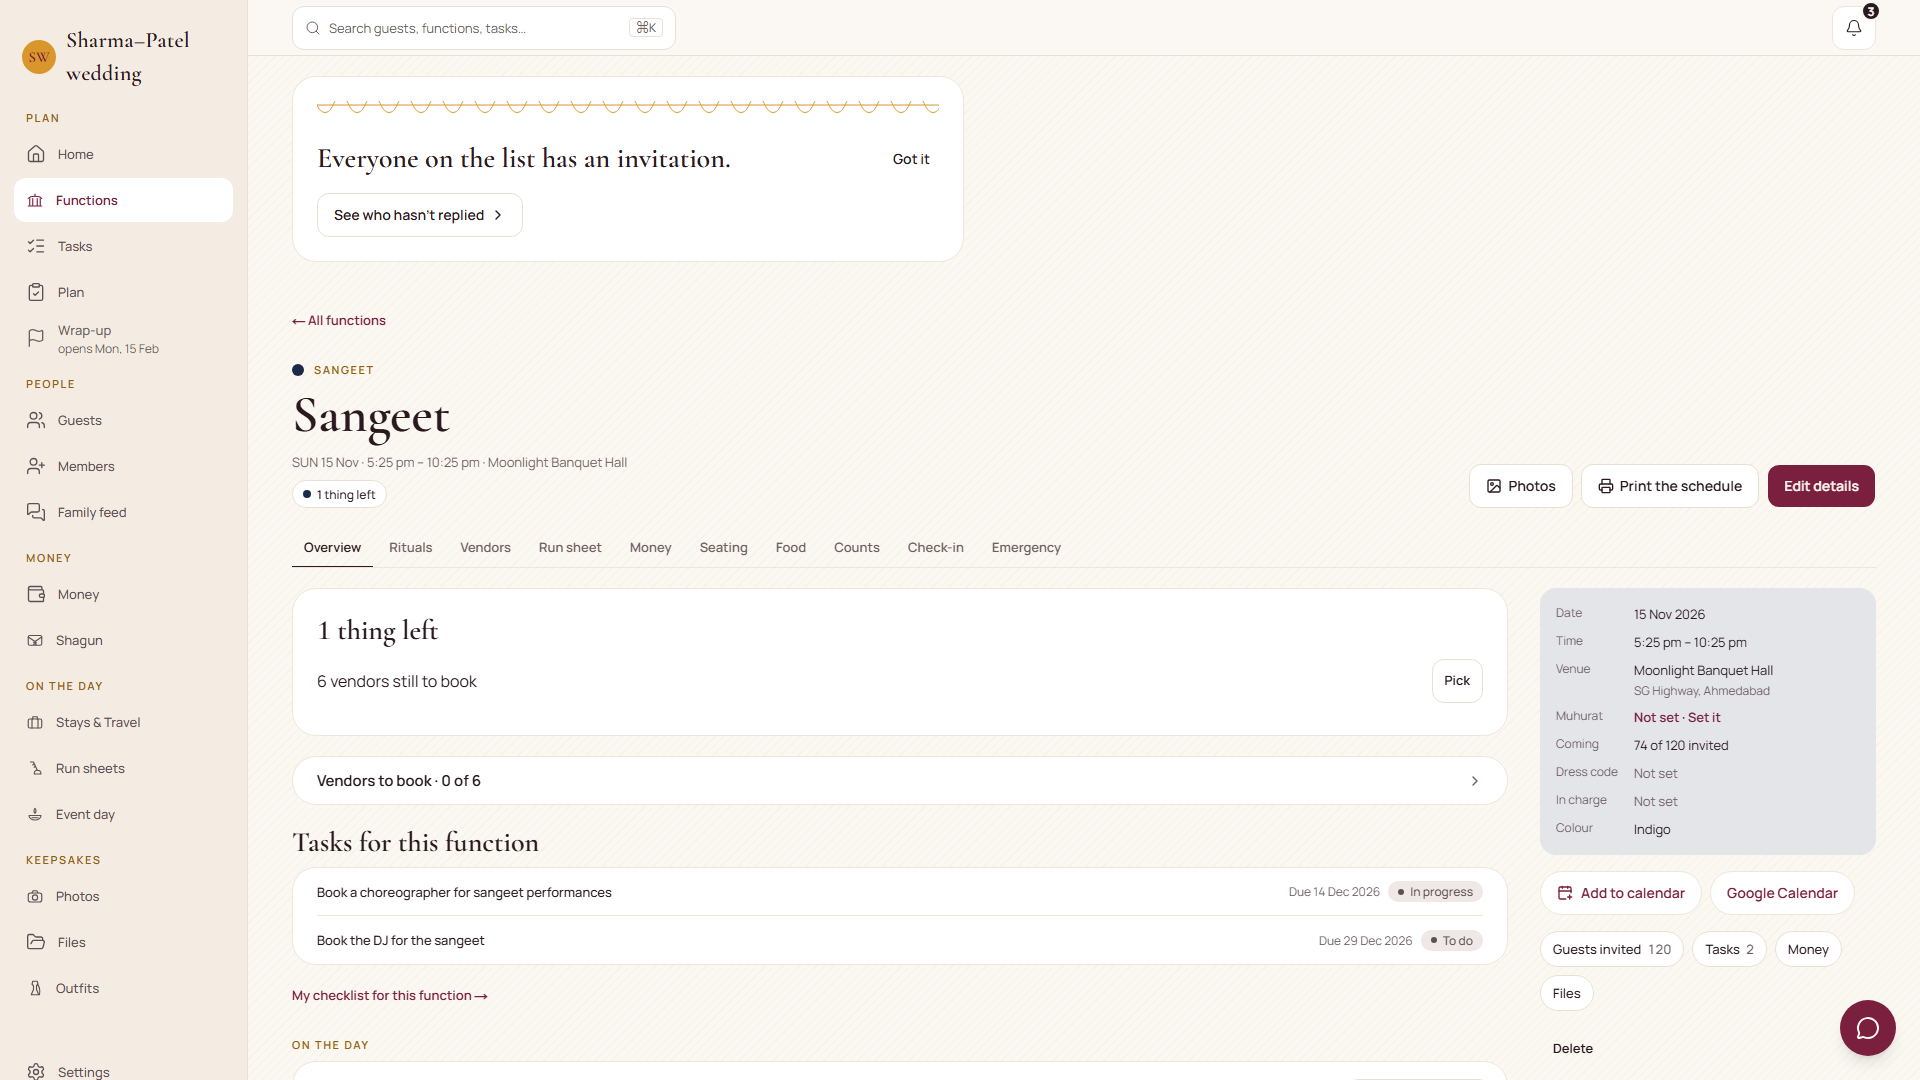 SW
Sharma–Patel
wedding
PLAN
Home
Functions
Tasks
Plan
Wrap-up
opens Mon, 15 Feb
PEOPLE
Guests
Members
Family feed
MONEY
Money
Shagun
ON THE DAY
Stays & Travel
Run sheets
Event day
KEEPSAKES
Photos
Files
Outfits
Settings
Search guests, functions, tasks... ⌘K
3
Everyone on the list has an invitation.
Got it
See who hasn't replied
← All functions
SANGEET
Sangeet
SUN 15 Nov · 5:25 pm – 10:25 pm · Moonlight Banquet Hall
1 thing left
Photos
Print the schedule
Edit details
Overview Rituals Vendors Run sheet Money Seating Food Counts Check-in Emergency
1 thing left
6 vendors still to book
Pick
Vendors to book · 0 of 6
Tasks for this function
Book a choreographer for sangeet performances Due 14 Dec 2026 In progress
Book the DJ for the sangeet Due 29 Dec 2026 To do
My checklist for this function →
ON THE DAY
Date 15 Nov 2026
Time 5:25 pm – 10:25 pm
Venue Moonlight Banquet Hall
SG Highway, Ahmedabad
Muhurat Not set · Set it
Coming 74 of 120 invited
Dress code Not set
In charge Not set
Colour Indigo
Add to calendar
Google Calendar
Guests invited 120
Tasks 2
Money
Files
Delete